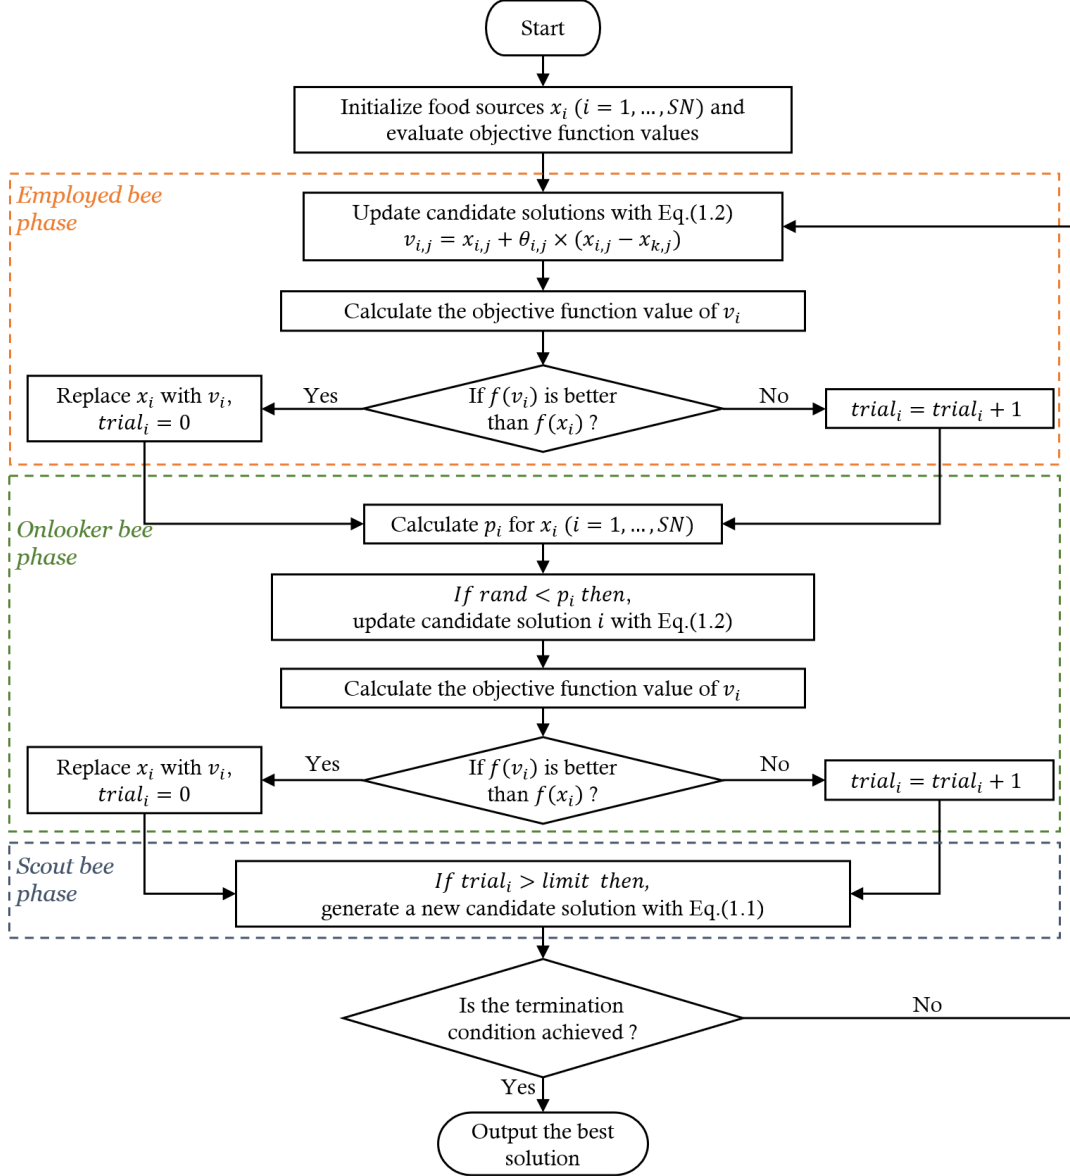 Start
Initialize food sources x_i (i = 1, ..., SN) and
evaluate objective function values
Employed bee
phase
Update candidate solutions with Eq.(1.2)
v_{i,j} = x_{i,j} + θ_{i,j} × (x_{i,j} − x_{k,j})
Calculate the objective function value of v_i
If f(v_i) is better
than f(x_i) ?
Yes
No
Replace x_i with v_i,
trial_i = 0
trial_i = trial_i + 1
Onlooker bee
phase
Calculate p_i for x_i (i = 1, ..., SN)
If rand < p_i then,
update candidate solution i with Eq.(1.2)
Calculate the objective function value of v_i
If f(v_i) is better
than f(x_i) ?
Yes
No
Replace x_i with v_i,
trial_i = 0
trial_i = trial_i + 1
Scout bee
phase
If trial_i > limit then,
generate a new candidate solution with Eq.(1.1)
Is the termination
condition achieved ?
No
Yes
Output the best
solution